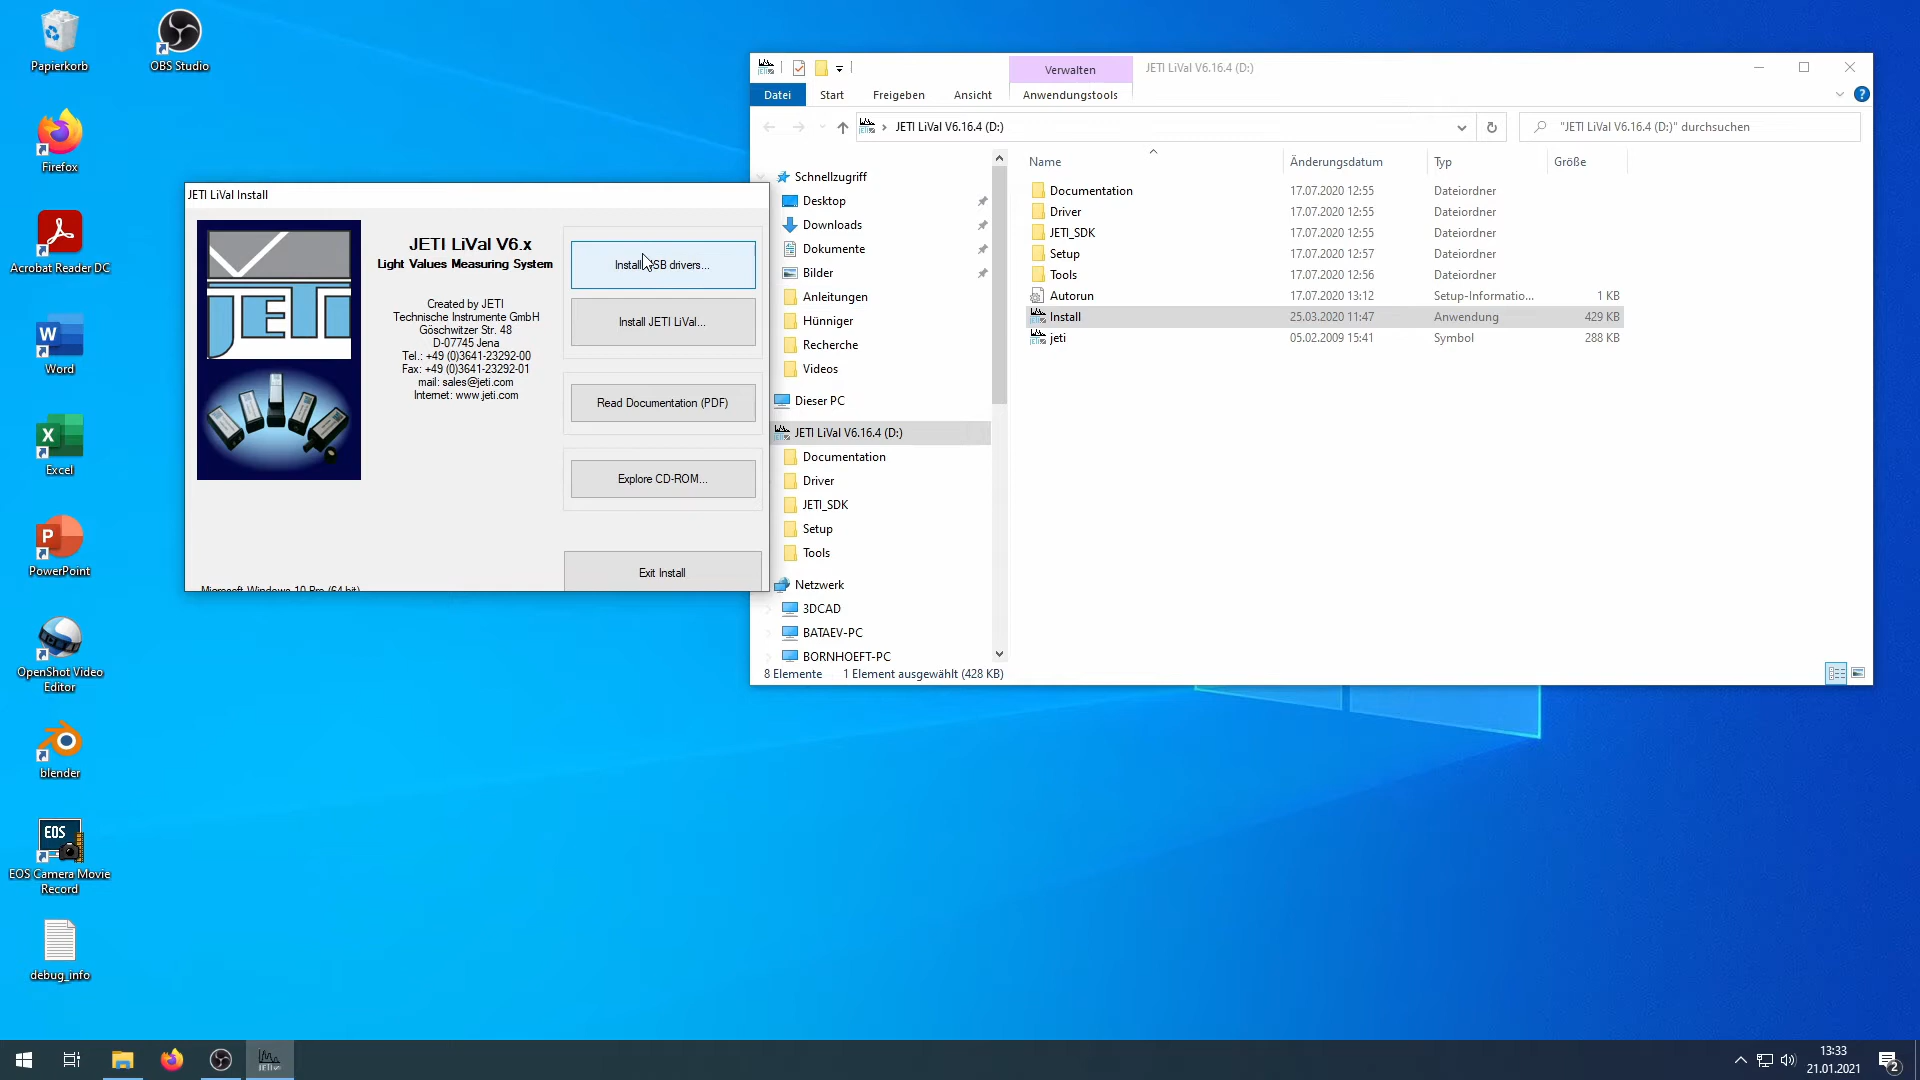 Papierkorb
OBS Studio
Firefox
Acrobat Reader DC
Word
Excel
PowerPoint
OpenShot Video
Editor
blender
EOS
EOS Camera Movie
Record
debug_info
JETI LiVal Install
JETI
JETI LiVal V6.x
Light Values Measuring System
Created by JETI
Technische Instrumente GmbH
Göschwitzer Str. 48
D-07745 Jena
Tel.: +49 (0)3641-23292-00
Fax: +49 (0)3641-23292-01
mail: sales@jeti.com
Internet: www.jeti.com
Install USB drivers...
Install JETI LiVal...
Read Documentation (PDF)
Explore CD-ROM...
Exit Install
Microsoft Windows 10 Pro (64 bit)
Verwalten
JETI LiVal V6.16.4 (D:)
Datei
Start
Freigeben
Ansicht
Anwendungstools
JETI LiVal V6.16.4 (D:)
"JETI LiVal V6.16.4 (D:)" durchsuchen
Schnellzugriff
Desktop
Downloads
Dokumente
Bilder
Anleitungen
Hünniger
Recherche
Videos
Dieser PC
JETI LiVal V6.16.4 (D:)
Documentation
Driver
JETI_SDK
Setup
Tools
Netzwerk
3DCAD
BATAEV-PC
BORNHOEFT-PC
Name Änderungsdatum Typ Größe
Documentation 17.07.2020 12:55 Dateiordner
Driver 17.07.2020 12:55 Dateiordner
JETI_SDK 17.07.2020 12:55 Dateiordner
Setup 17.07.2020 12:57 Dateiordner
Tools 17.07.2020 12:56 Dateiordner
Autorun 17.07.2020 13:12 Setup-Informatio... 1 KB
Install 25.03.2020 11:47 Anwendung 429 KB
jeti 05.02.2009 15:41 Symbol 288 KB
8 Elemente 1 Element ausgewählt (428 KB)
13:33
21.01.2021
2